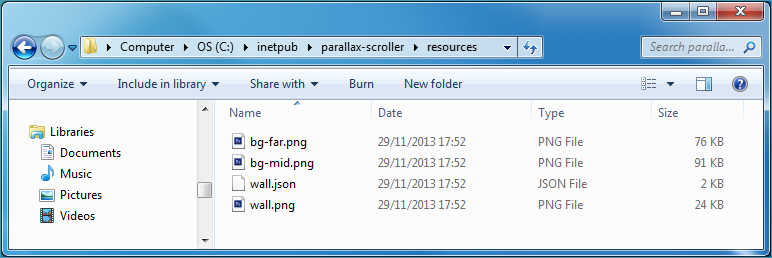 Computer OS (C:) inetpub parallax-scroller resources Search paralla...
Organize Include in library Share with Burn New folder
Libraries
Documents
Music
Pictures
Videos
Name Date Type Size
bg-far.png 29/11/2013 17:52 PNG File 76 KB
bg-mid.png 29/11/2013 17:52 PNG File 91 KB
wall.json 29/11/2013 17:52 JSON File 2 KB
wall.png 29/11/2013 17:52 PNG File 24 KB